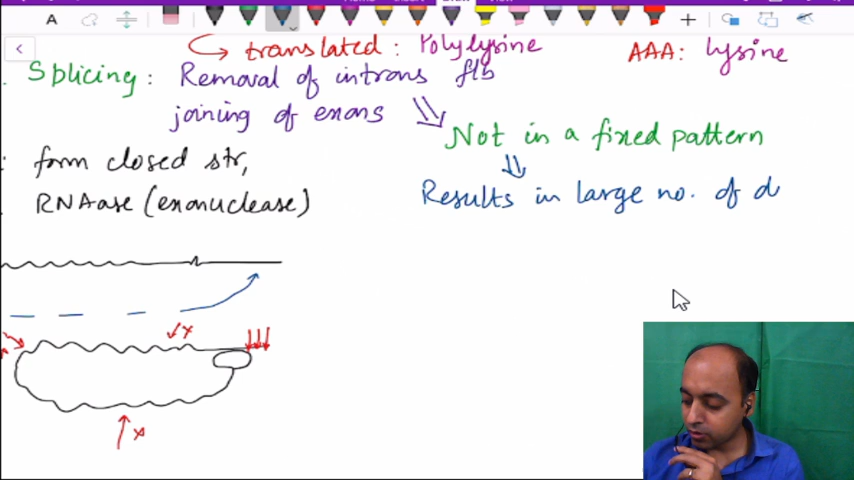 translated : Polylysine
AAA: lysine
Splicing : Removal of introns flb
joining of exons
Not in a fixed pattern
: form closed str,
RNAase (exonuclease)
Results in large no. of d
x
x